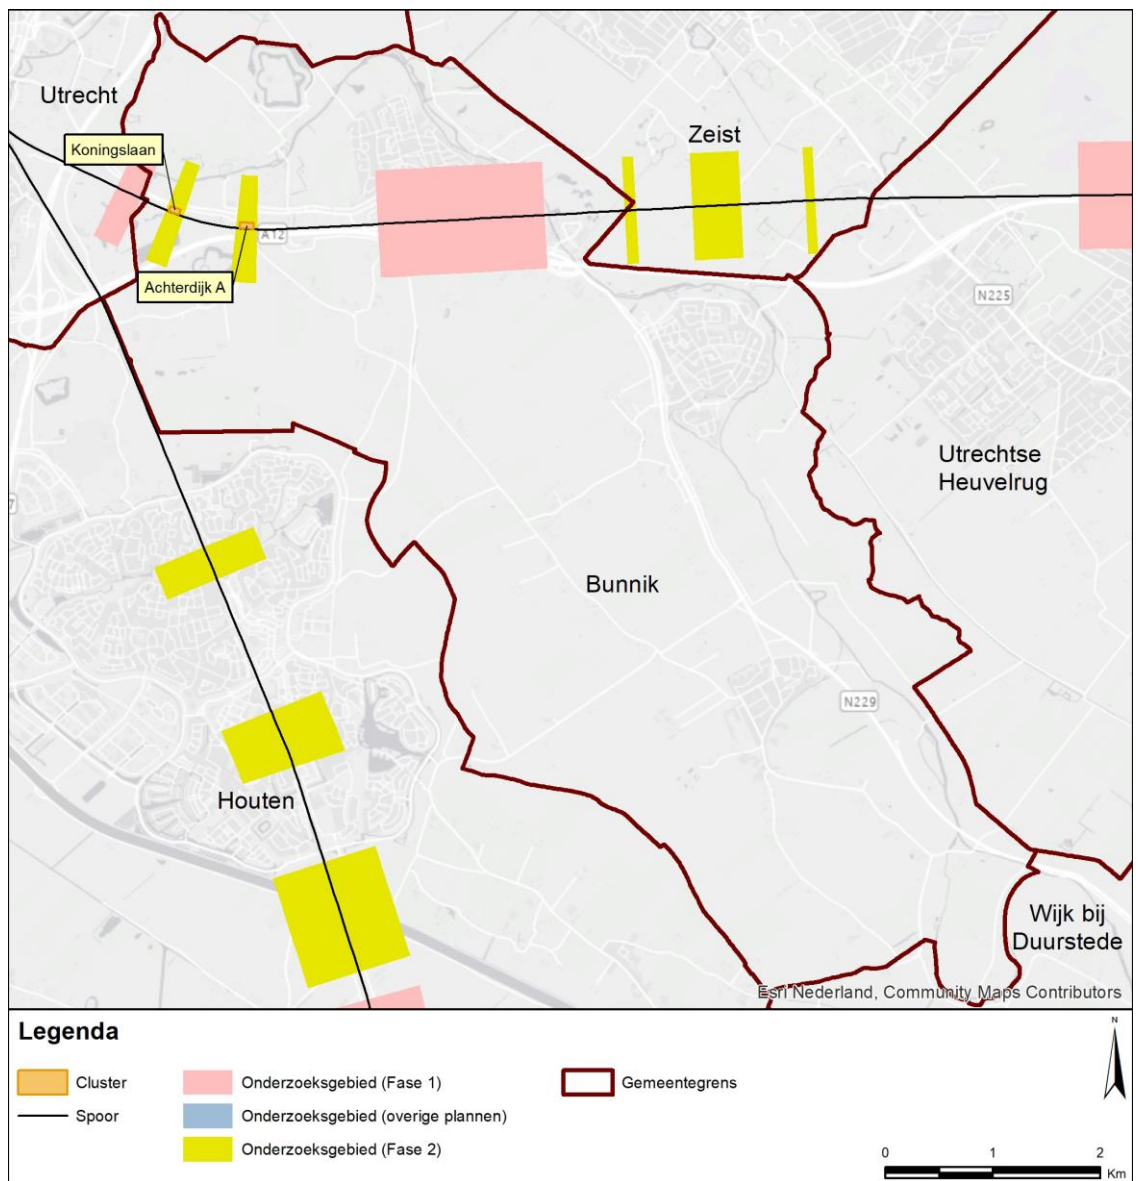 Utrecht
Koningslaan
Zeist
A12
Achterdijk A
N225
Utrechtse
Heuvelrug
Bunnik
N229
Houten
Wijk bij
Duurstede
Esri Nederland, Community Maps Contributors
Legenda
N
Cluster
Onderzoeksgebied (Fase 1)
Gemeentegrens
Spoor
Onderzoeksgebied (overige plannen)
Onderzoeksgebied (Fase 2)
0 1 2
Km